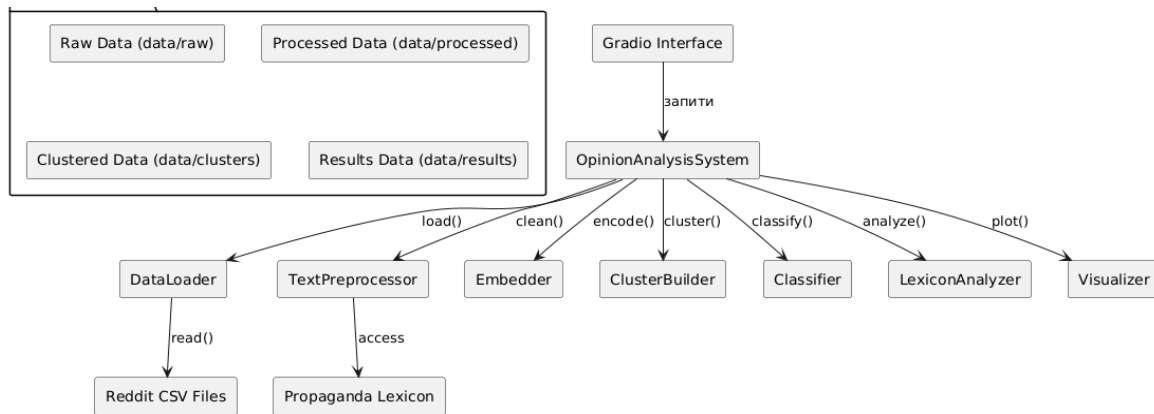 Raw Data (data/raw)
Processed Data (data/processed)
Gradio Interface
запити
Clustered Data (data/clusters)
Results Data (data/results)
OpinionAnalysisSystem
load()
clean()
encode()
cluster()
classify()
analyze()
plot()
DataLoader
TextPreprocessor
Embedder
ClusterBuilder
Classifier
LexiconAnalyzer
Visualizer
read()
access
Reddit CSV Files
Propaganda Lexicon